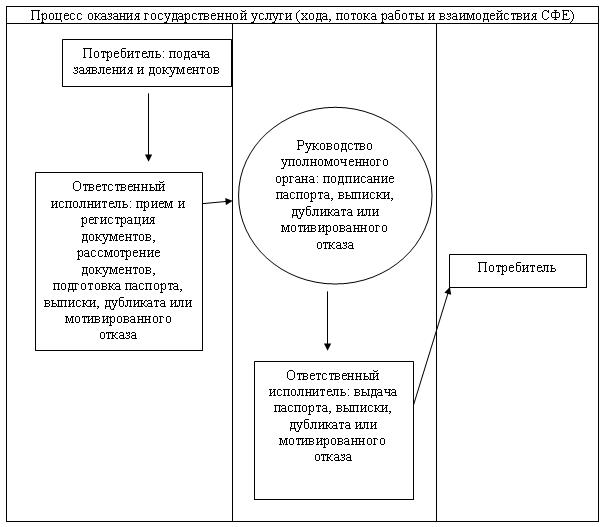 Процесс оказания государственной услуги (хода, потока работы и взаимодействия СФЕ)
Потребитель: подача
заявления и документов
Ответственный
исполнитель: прием и
регистрация
документов,
рассмотрение
документов,
подготовка паспорта,
выписки, дубликата или
мотивированного
отказа
Руководство
уполномоченного
органа: подписание
паспорта, выписки,
дубликата или
мотивированного
отказа
Ответственный
исполнитель: выдача
паспорта, выписки,
дубликата или
мотивированного
отказа
Потребитель